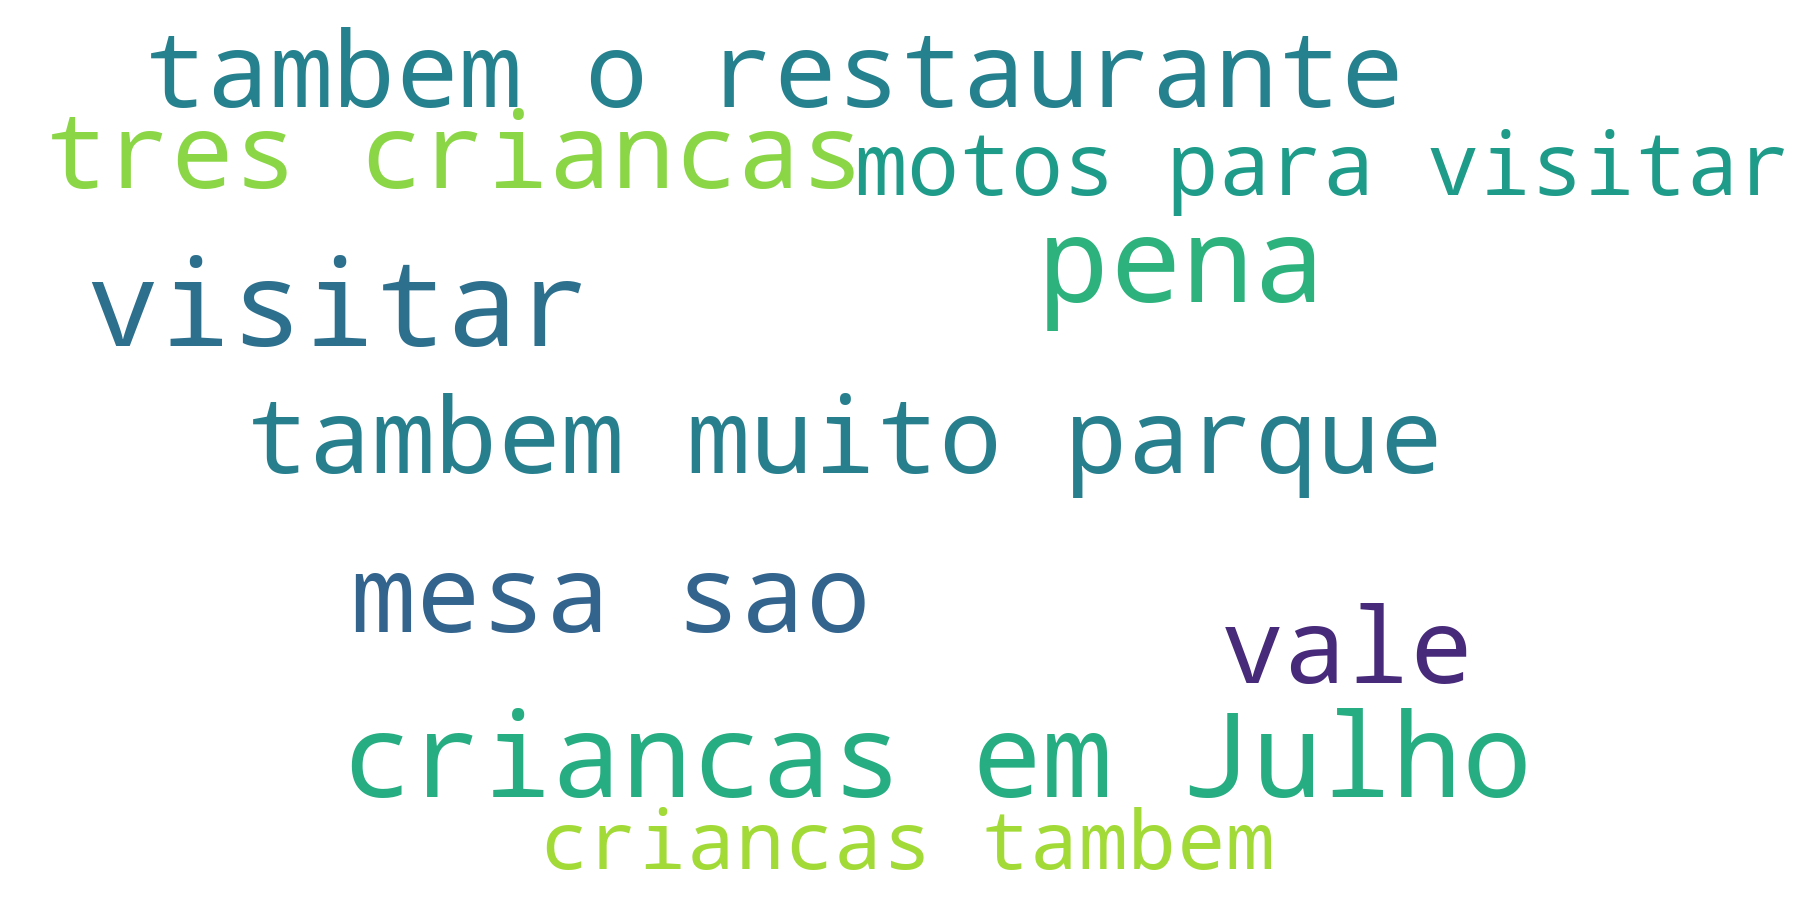 tambem o restaurante
tres criancas
motos para visitar
pena
visitar
tambem muito parque
mesa sao
vale
criancas em Julho
criancas tambem